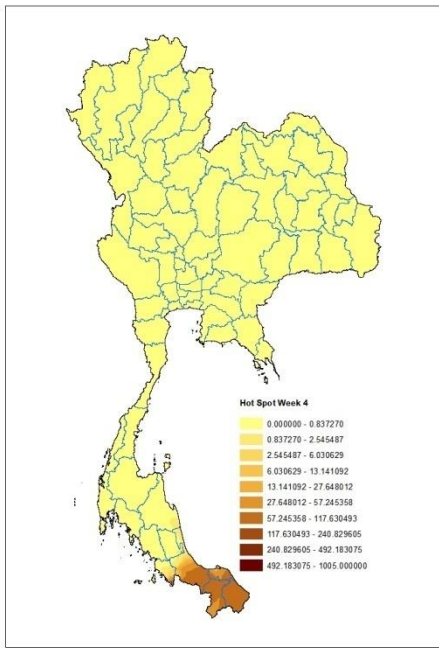 Hot Spot Week 4
0.000000 - 0.837270
0.837270 - 2.545487
2.545487 - 6.030629
6.030629 - 13.141092
13.141092 - 27.648012
27.648012 - 57.245358
57.245358 - 117.630493
117.630493 - 240.829605
240.829605 - 492.183075
492.183075 - 1005.000000